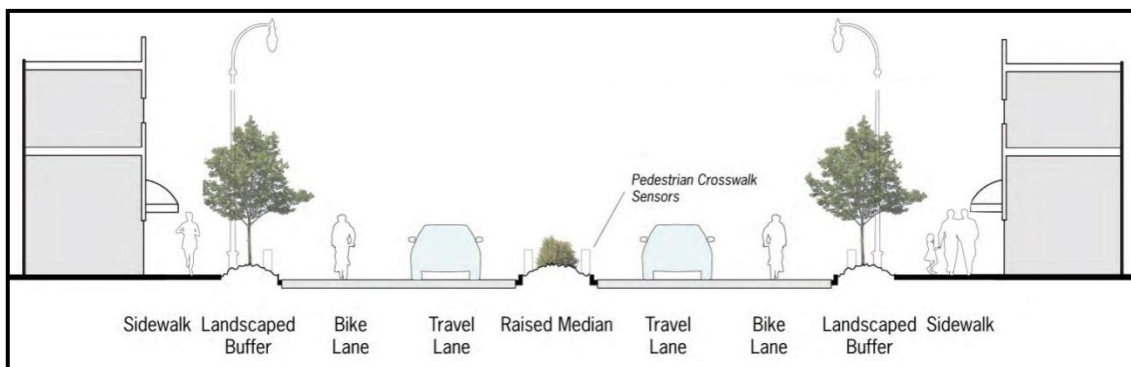 Pedestrian Crosswalk
Sensors
Sidewalk
Landscaped
Buffer
Bike
Lane
Travel
Lane
Raised Median
Travel
Lane
Bike
Lane
Landscaped
Buffer
Sidewalk